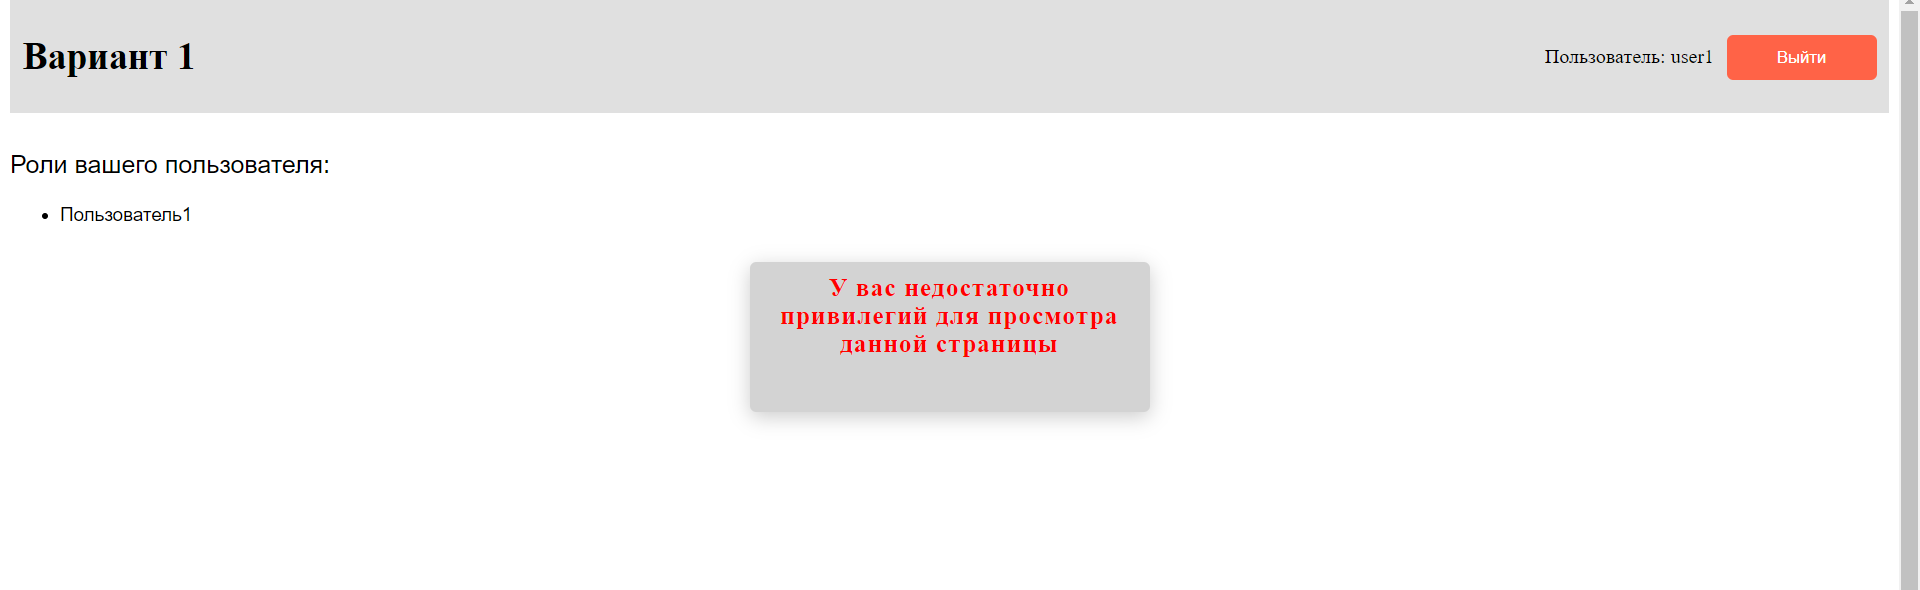 Вариант 1
Пользователь: user1
Выйти
Роли вашего пользователя:
Пользователь1
У вас недостаточно
привилегий для просмотра
данной страницы